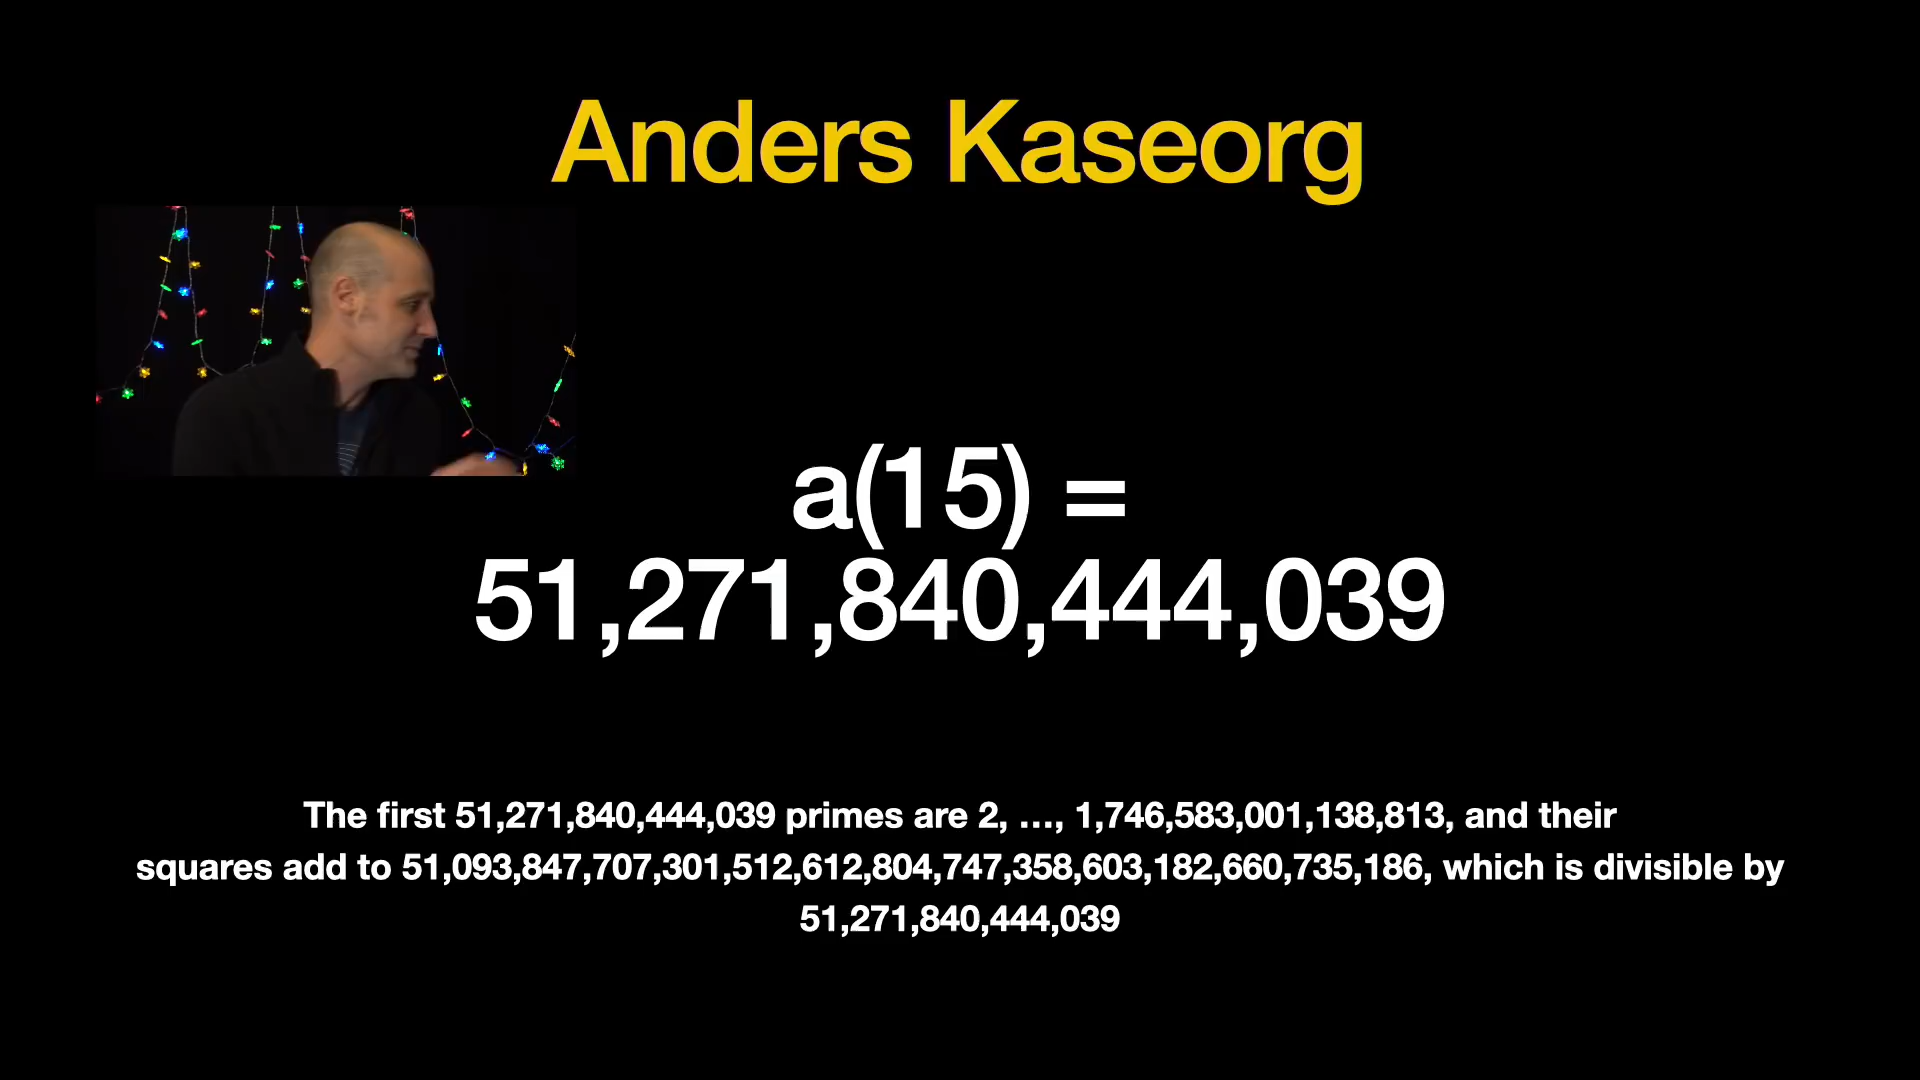 Anders Kaseorg
a(15) =
51,271,840,444,039
The first 51,271,840,444,039 primes are 2, …, 1,746,583,001,138,813, and their
squares add to 51,093,847,707,301,512,612,804,747,358,603,182,660,735,186, which is divisible by
51,271,840,444,039